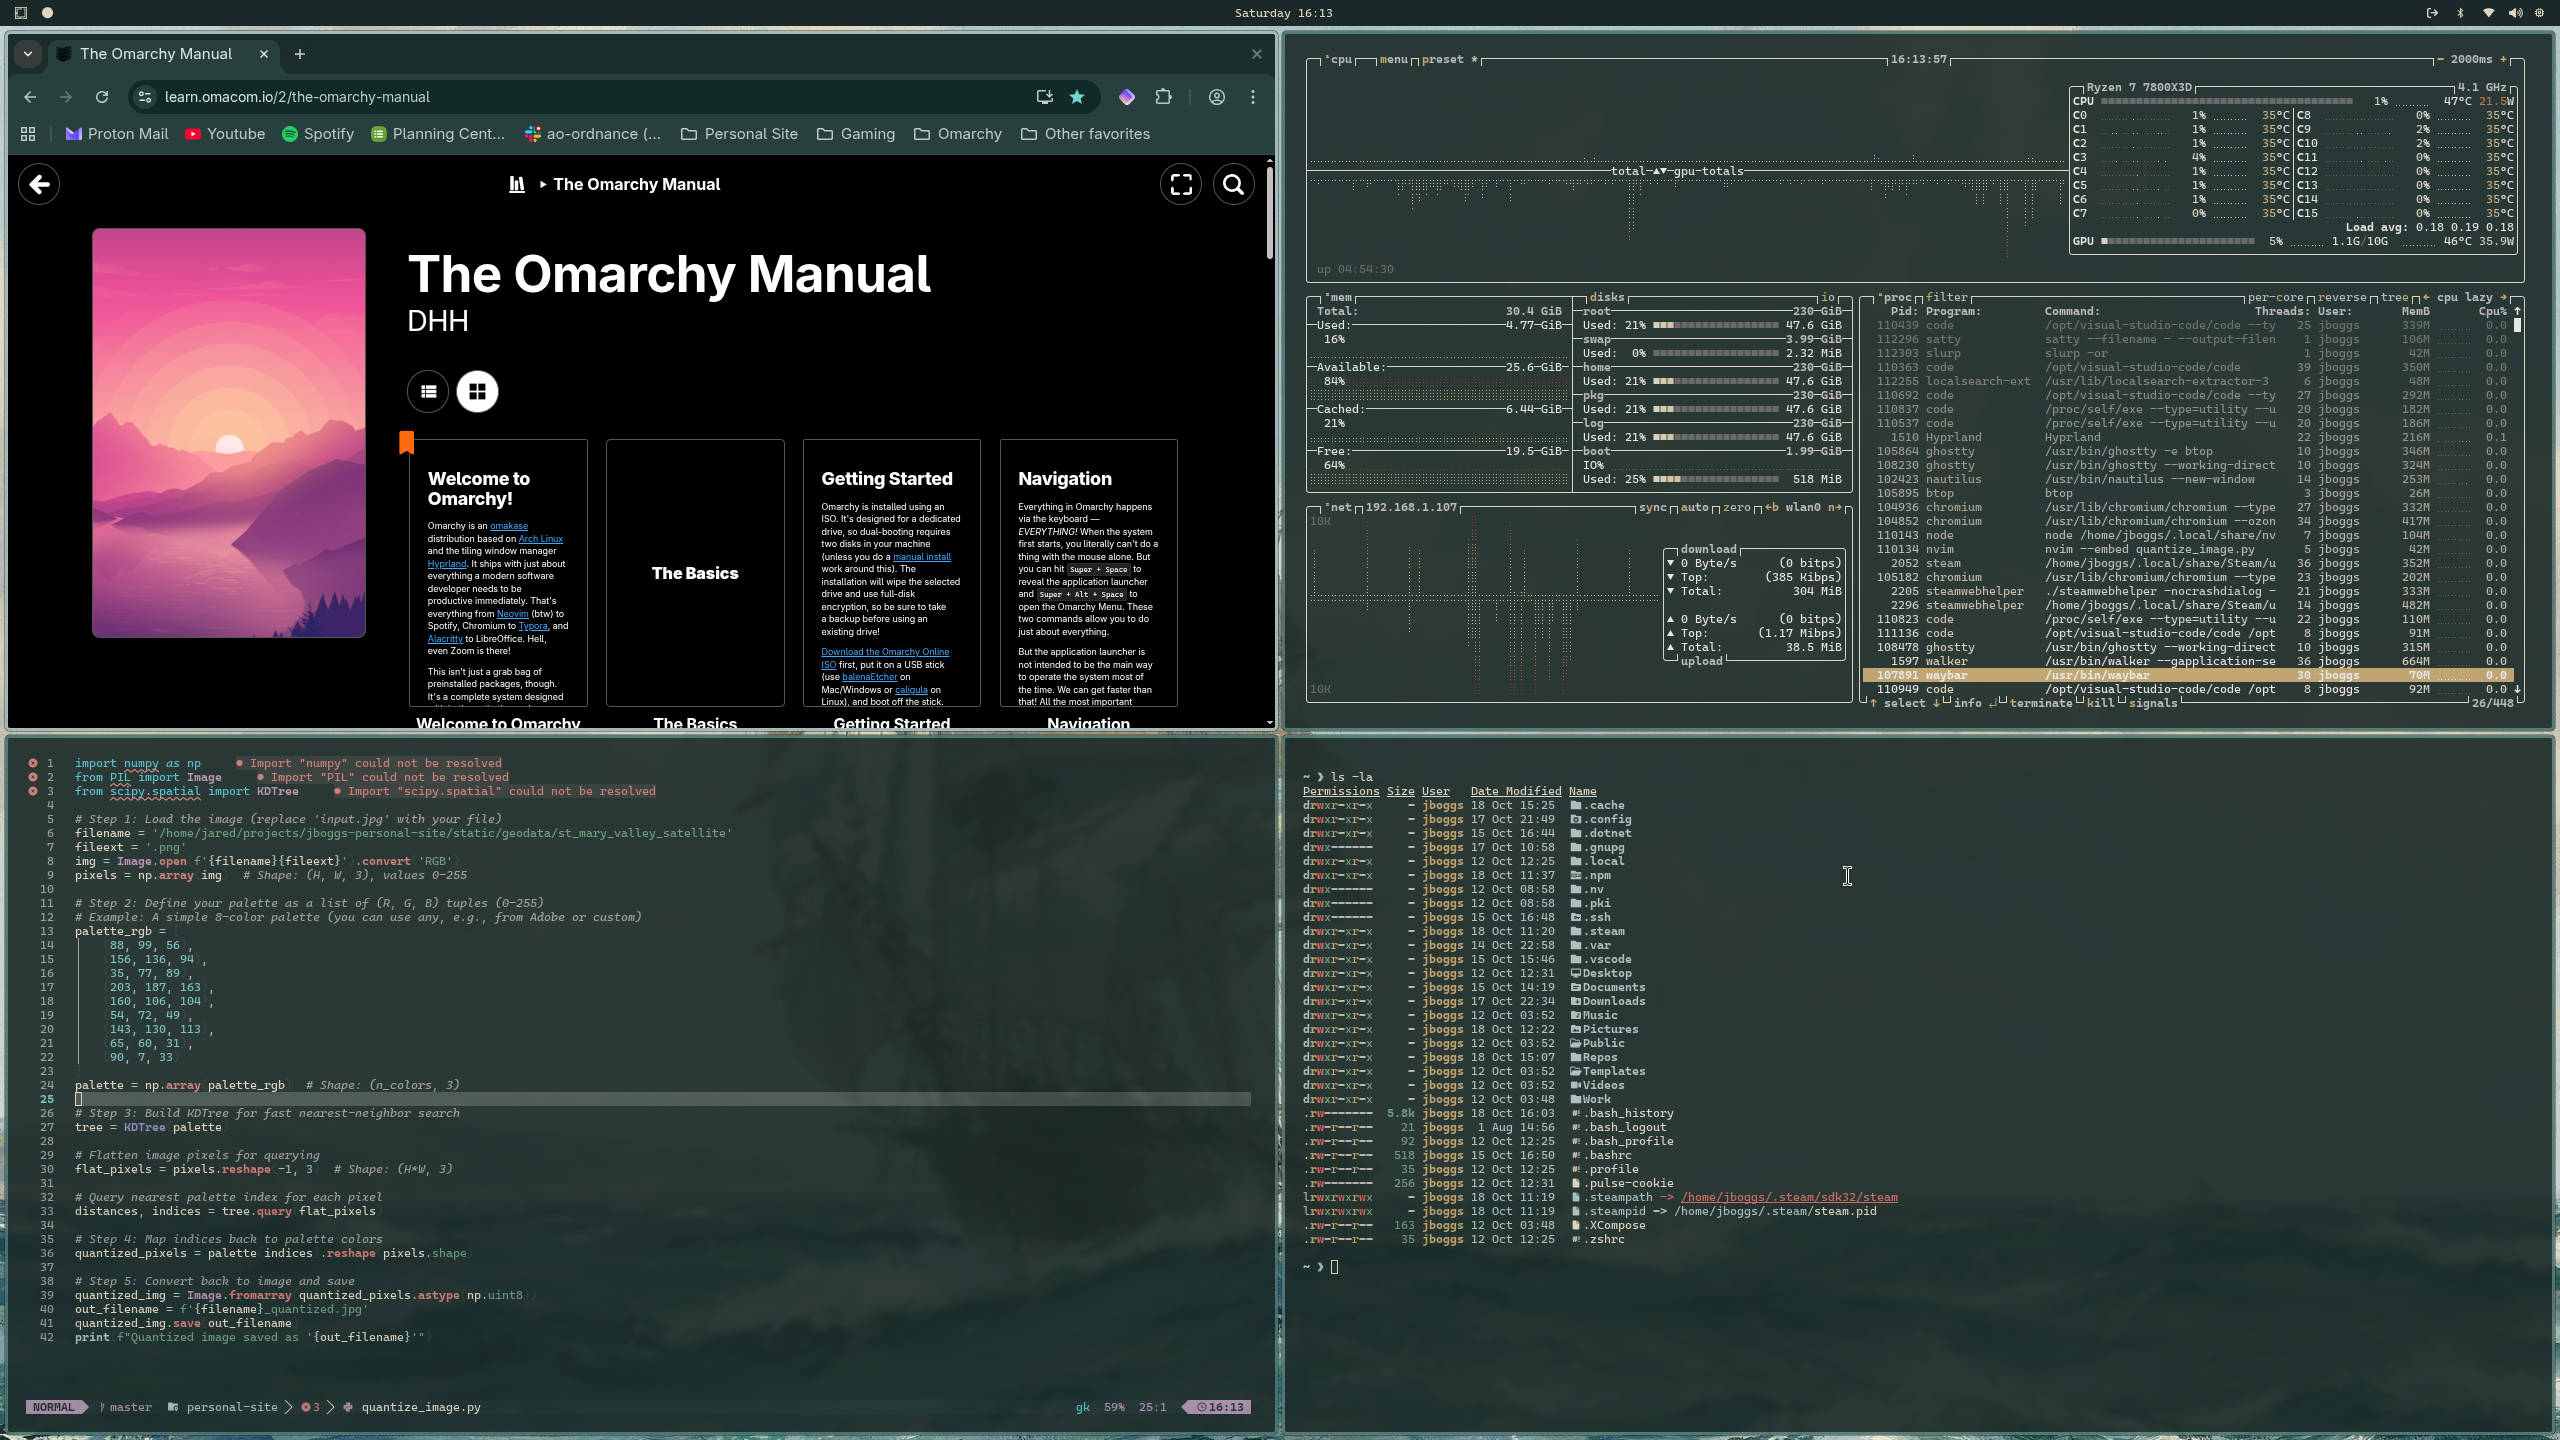 Saturday 16:13
The Omarchy Manual
learn.omacom.io/2/the-omarchy-manual
Proton Mail Youtube Spotify Planning Cent... ao-ordnance (... Personal Site Gaming Omarchy Other favorites
The Omarchy Manual
The Omarchy Manual
DHH
Welcome to
Omarchy!
Omarchy is an omakase
distribution based on Arch Linux
and the tiling window manager
Hyprland. It ships with just about
everything a modern software
developer needs to be
productive immediately. That's
everything from Neovim (btw) to
Spotify, Chromium to Typora, and
Alacritty to LibreOffice. Hell,
even Zoom is there!
This isn't just a grab bag of
preinstalled packages, though.
It's a complete system designed
Welcome to Omarchy
The Basics
The Basics
Getting Started
Omarchy is installed using an
ISO. It's designed for a dedicated
drive, so dual-booting requires
two disks in your machine
(unless you do a manual install
work around this). The
installation will wipe the selected
drive and use full-disk
encryption, so be sure to take
a backup before using an
existing drive!
Download the Omarchy Online
ISO first, put it on a USB stick
(use balenaEtcher on
Mac/Windows or caligula on
Linux), and boot off the stick.
Getting Started
Navigation
Everything in Omarchy happens
via the keyboard —
EVERYTHING! When the system
first starts, you literally can't do a
thing with the mouse alone. But
you can hit Super + Space to
reveal the application launcher
and Super + Alt + Space to
open the Omarchy Menu. These
two commands allow you to do
just about everything.
But the application launcher is
not intended to be the main way
to operate the system most of
the time. We can get faster than
that! All the most important
Navigation
¹cpu menu preset * 16:13:57 - 2000ms +
Ryzen 7 7800X3D 4.1 GHz
CPU 1% 47°C 21.5W
C0 1% 35°C C8 0% 35°C
C1 1% 35°C C9 2% 35°C
C2 1% 35°C C10 2% 35°C
C3 4% 35°C C11 0% 35°C
C4 1% 35°C C12 0% 35°C
C5 1% 35°C C13 0% 35°C
C6 1% 35°C C14 0% 35°C
C7 0% 35°C C15 0% 35°C
Load avg: 0.18 0.19 0.18
GPU 5% 1.1G/10G 46°C 35.9W
total ▲▼ gpu-totals
up 04:54:30
²mem
Total: 30.4 GiB
Used: 4.77 GiB
16%
Available: 25.6 GiB
84%
Cached: 6.44 GiB
21%
Free: 19.5 GiB
64%
disks io
root 230 GiB
Used: 21% 47.6 GiB
swap 3.99 GiB
Used: 0% 2.32 MiB
home 230 GiB
Used: 21% 47.6 GiB
pkg 230 GiB
Used: 21% 47.6 GiB
log 230 GiB
Used: 21% 47.6 GiB
boot 1.99 GiB
IO%
Used: 25% 518 MiB
³net 192.168.1.107 sync auto zero ←b wlan0 n→
10K
download
▼ 0 Byte/s (0 bitps)
▼ Top: (385 Kibps)
▼ Total: 304 MiB
▲ 0 Byte/s (0 bitps)
▲ Top: (1.17 Mibps)
▲ Total: 38.5 MiB
upload
10K
⁴proc filter per-core reverse tree ← cpu lazy →
Pid: Program: Command: Threads: User: MemB Cpu% ↑
110439 code /opt/visual-studio-code/code --ty 25 jboggs 339M 0.0
112296 satty satty --filename - --output-filen 1 jboggs 106M 0.0
112303 slurp slurp -or 1 jboggs 42M 0.0
110363 code /opt/visual-studio-code/code 39 jboggs 350M 0.0
112255 localsearch-ext /usr/lib/localsearch-extractor-3 6 jboggs 48M 0.0
110692 code /opt/visual-studio-code/code --ty 27 jboggs 292M 0.0
110837 code /proc/self/exe --type=utility --u 20 jboggs 182M 0.0
110537 code /proc/self/exe --type=utility --u 20 jboggs 186M 0.0
1510 Hyprland Hyprland 22 jboggs 216M 0.1
105864 ghostty /usr/bin/ghostty -e btop 10 jboggs 346M 0.0
108230 ghostty /usr/bin/ghostty --working-direct 10 jboggs 324M 0.0
102423 nautilus /usr/bin/nautilus --new-window 14 jboggs 253M 0.0
105895 btop btop 3 jboggs 26M 0.0
104936 chromium /usr/lib/chromium/chromium --type 27 jboggs 332M 0.0
104852 chromium /usr/lib/chromium/chromium --ozon 34 jboggs 417M 0.0
110143 node node /home/jboggs/.local/share/nv 7 jboggs 104M 0.0
110134 nvim nvim --embed quantize_image.py 5 jboggs 42M 0.0
2052 steam /home/jboggs/.local/share/Steam/u 36 jboggs 352M 0.0
105182 chromium /usr/lib/chromium/chromium --type 23 jboggs 202M 0.0
2205 steamwebhelper ./steamwebhelper -nocrashdialog - 21 jboggs 333M 0.0
2296 steamwebhelper /home/jboggs/.local/share/Steam/u 14 jboggs 482M 0.0
110823 code /proc/self/exe --type=utility --u 22 jboggs 110M 0.0
111136 code /opt/visual-studio-code/code /opt 8 jboggs 91M 0.0
108478 ghostty /usr/bin/ghostty --working-direct 10 jboggs 315M 0.0
1597 walker /usr/bin/walker --gapplication-se 36 jboggs 664M 0.0
107891 waybar /usr/bin/waybar 30 jboggs 70M 0.0
110949 code /opt/visual-studio-code/code /opt 8 jboggs 92M 0.0 ↓
↑ select ↓ info ↵ terminate kill signals 26/448
1 import numpy as np ● Import "numpy" could not be resolved
2 from PIL import Image ● Import "PIL" could not be resolved
3 from scipy.spatial import KDTree ● Import "scipy.spatial" could not be resolved
4
5 # Step 1: Load the image (replace 'input.jpg' with your file)
6 filename = '/home/jared/projects/jboggs-personal-site/static/geodata/st_mary_valley_satellite'
7 fileext = '.png'
8 img = Image.open(f'{filename}{fileext}').convert('RGB')
9 pixels = np.array(img) # Shape: (H, W, 3), values 0-255
10
11 # Step 2: Define your palette as a list of (R, G, B) tuples (0-255)
12 # Example: A simple 8-color palette (you can use any, e.g., from Adobe or custom)
13 palette_rgb = [
14 (88, 99, 56),
15 (156, 136, 94),
16 (35, 77, 89),
17 (203, 187, 163),
18 (160, 106, 104),
19 (54, 72, 49),
20 (143, 130, 113),
21 (65, 60, 31),
22 (90, 7, 33)
23 ]
24 palette = np.array(palette_rgb) # Shape: (n_colors, 3)
25
26 # Step 3: Build KDTree for fast nearest-neighbor search
27 tree = KDTree(palette)
28
29 # Flatten image pixels for querying
30 flat_pixels = pixels.reshape(-1, 3) # Shape: (H*W, 3)
31
32 # Query nearest palette index for each pixel
33 distances, indices = tree.query(flat_pixels)
34
35 # Step 4: Map indices back to palette colors
36 quantized_pixels = palette[indices].reshape(pixels.shape)
37
38 # Step 5: Convert back to image and save
39 quantized_img = Image.fromarray(quantized_pixels.astype(np.uint8))
40 out_filename = f'{filename}_quantized.jpg'
41 quantized_img.save(out_filename)
42 print(f"Quantized image saved as '{out_filename}'")
NORMAL master personal-site 3 quantize_image.py gk 59% 25:1 16:13
~ ❯ ls -la
Permissions Size User Date Modified Name
drwxr-xr-x - jboggs 18 Oct 15:25 .cache
drwxr-xr-x - jboggs 17 Oct 21:49 .config
drwxr-xr-x - jboggs 15 Oct 16:44 .dotnet
drwx------ - jboggs 17 Oct 10:58 .gnupg
drwxr-xr-x - jboggs 12 Oct 12:25 .local
drwxr-xr-x - jboggs 18 Oct 11:37 .npm
drwx------ - jboggs 12 Oct 08:58 .nv
drwx------ - jboggs 12 Oct 08:58 .pki
drwx------ - jboggs 15 Oct 16:48 .ssh
drwxr-xr-x - jboggs 18 Oct 11:20 .steam
drwxr-xr-x - jboggs 14 Oct 22:58 .var
drwxr-xr-x - jboggs 15 Oct 15:46 .vscode
drwxr-xr-x - jboggs 12 Oct 12:31 Desktop
drwxr-xr-x - jboggs 15 Oct 14:19 Documents
drwxr-xr-x - jboggs 17 Oct 22:34 Downloads
drwxr-xr-x - jboggs 12 Oct 03:52 Music
drwxr-xr-x - jboggs 18 Oct 12:22 Pictures
drwxr-xr-x - jboggs 12 Oct 03:52 Public
drwxr-xr-x - jboggs 18 Oct 15:07 Repos
drwxr-xr-x - jboggs 12 Oct 03:52 Templates
drwxr-xr-x - jboggs 12 Oct 03:52 Videos
drwxr-xr-x - jboggs 12 Oct 03:48 Work
.rw------- 5.8k jboggs 18 Oct 16:03 .bash_history
.rw-r--r-- 21 jboggs 1 Aug 14:56 .bash_logout
.rw-r--r-- 92 jboggs 12 Oct 12:25 .bash_profile
.rw-r--r-- 518 jboggs 15 Oct 16:50 .bashrc
.rw-r--r-- 35 jboggs 12 Oct 12:25 .profile
.rw------- 256 jboggs 12 Oct 12:31 .pulse-cookie
lrwxrwxrwx - jboggs 18 Oct 11:19 .steampath -> /home/jboggs/.steam/sdk32/steam
lrwxrwxrwx - jboggs 18 Oct 11:19 .steampid -> /home/jboggs/.steam/steam.pid
.rw-r--r-- 163 jboggs 12 Oct 03:48 .XCompose
.rw-r--r-- 35 jboggs 12 Oct 12:25 .zshrc
~ ❯